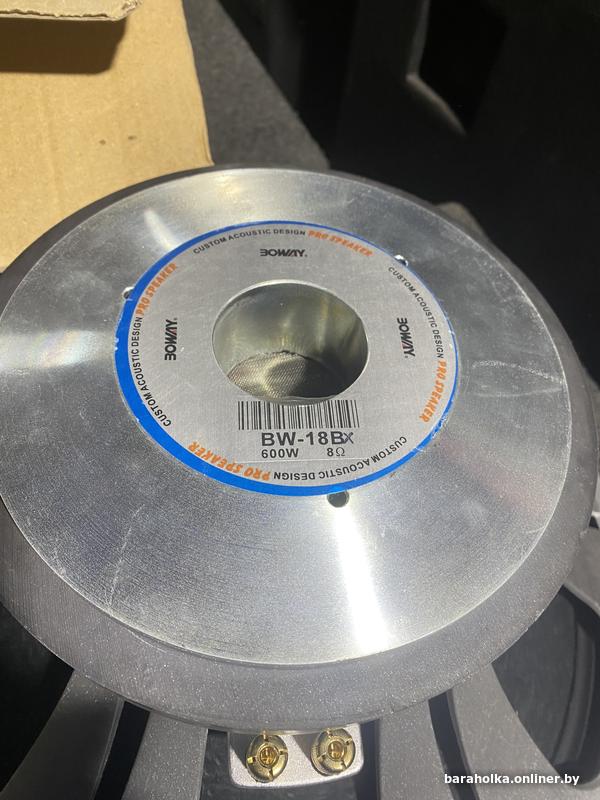 CUSTOM ACOUSTIC DESIGN PRO SPEAKER
BOWAY
CUSTOM ACOUSTIC DESIGN PRO SPEAKER
BOWAY
CUSTOM ACOUSTIC DESIGN PRO SPEAKER
BOWAY
CUSTOM ACOUSTIC DESIGN PRO SPEAKER
BW-18BX
600W 8Ω
baraholka.onliner.by